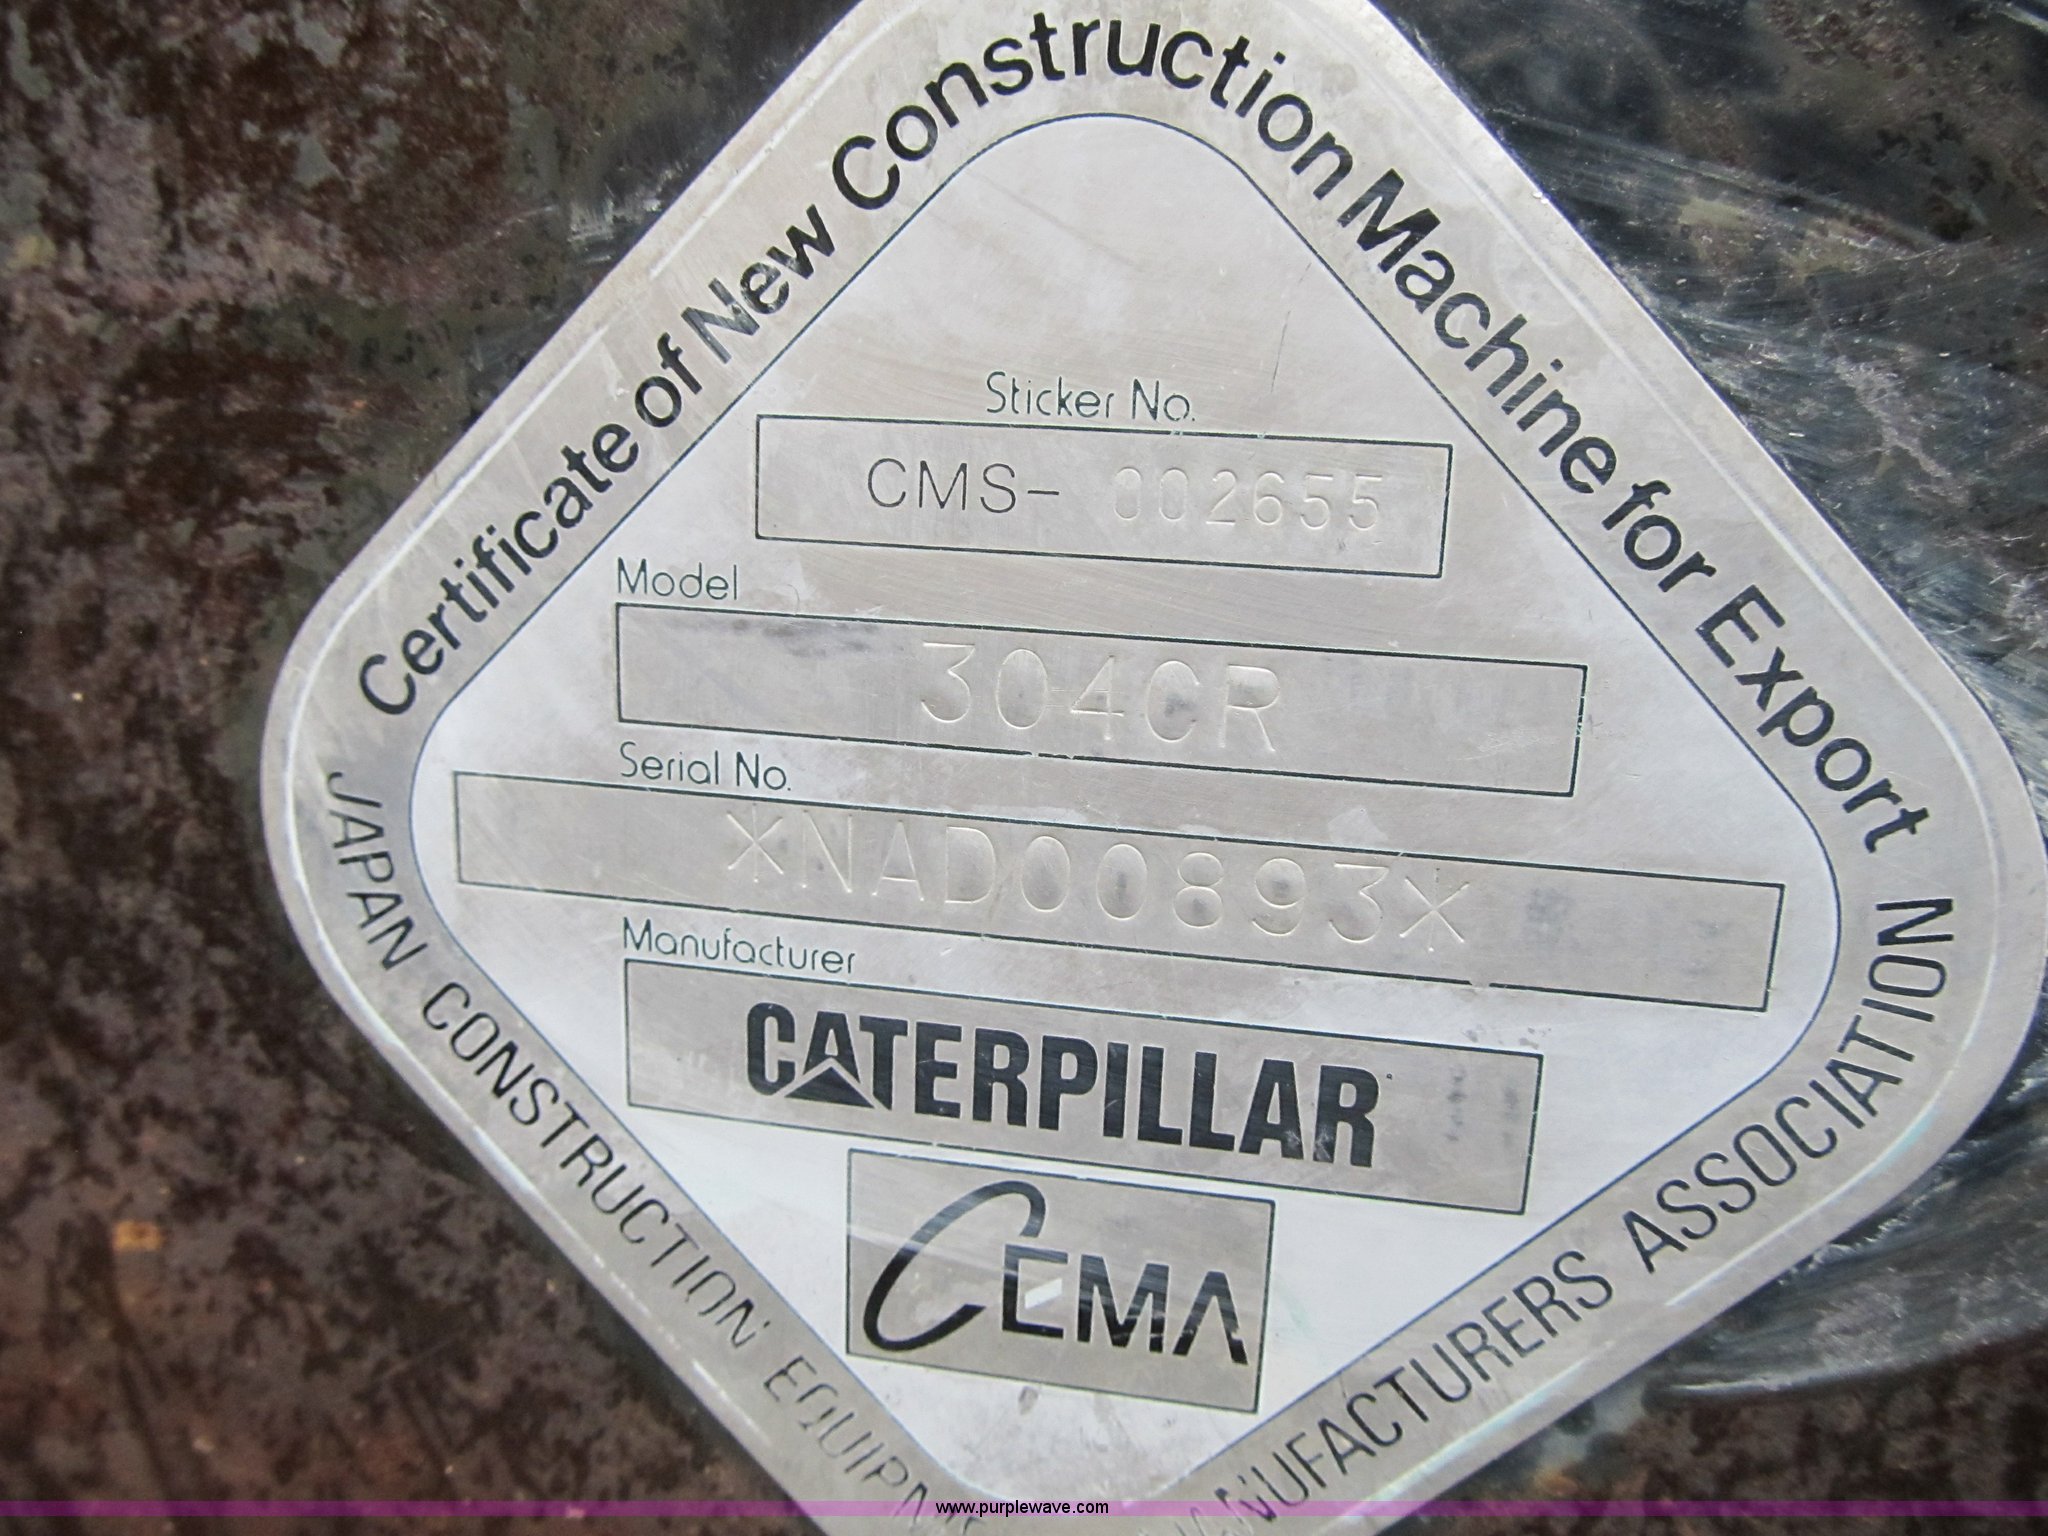 Certificate of New Construction Machine for Export
Sticker No.
CMS- 002655
Model
304CR
Serial No.
*NAD00893*
Manufacturer
CATERPILLAR
CEMA
JAPAN CONSTRUCTION MANUFACTURERS ASSOCIATION
www.purplewave.com